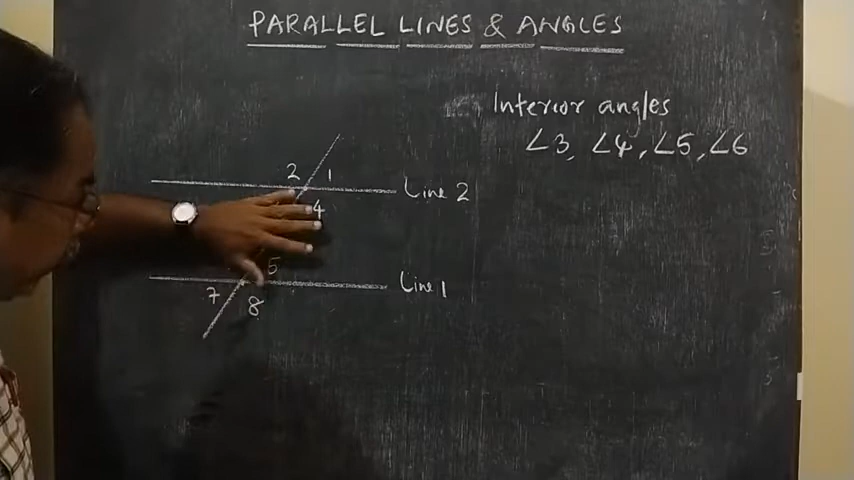 PARALLEL LINES & ANGLES
Interior angles
∠3, ∠4, ∠5, ∠6
2 1
Line 2
4
5
Line 1
7
8